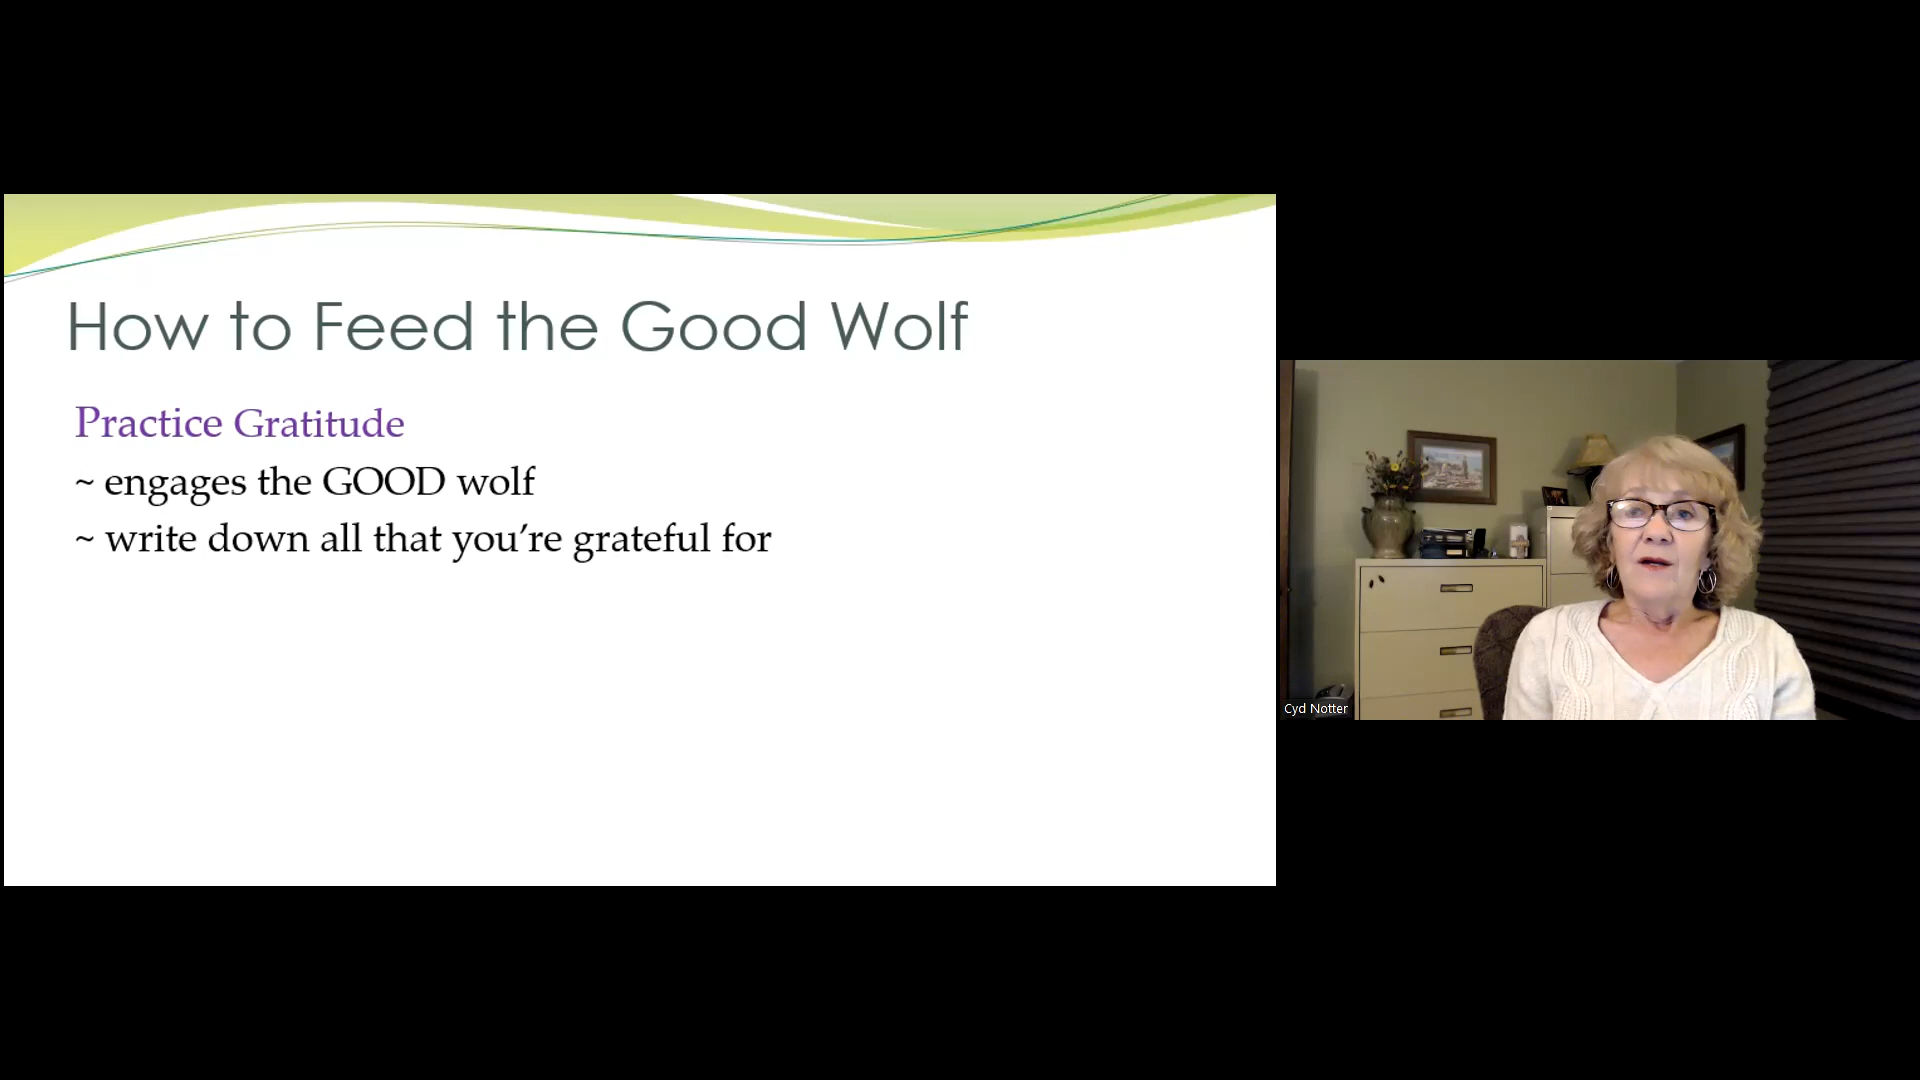 How to Feed the Good Wolf
Practice Gratitude
~ engages the GOOD wolf
~ write down all that you’re grateful for
Cyd Notter